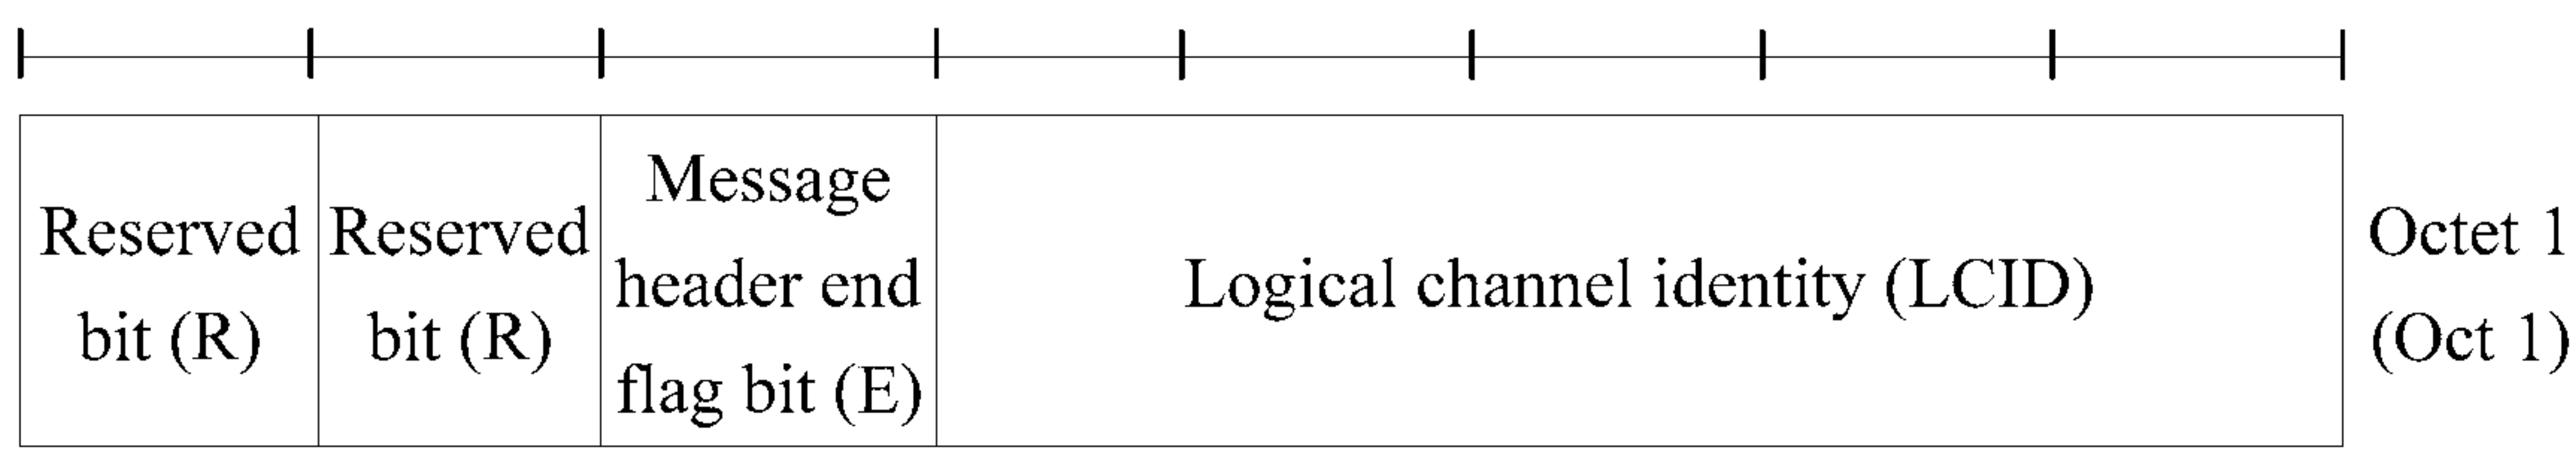 Reserved
bit (R)
Reserved
bit (R)
Message
header end
flag bit (E)
Logical channel identity (LCID)
Octet 1
(Oct 1)